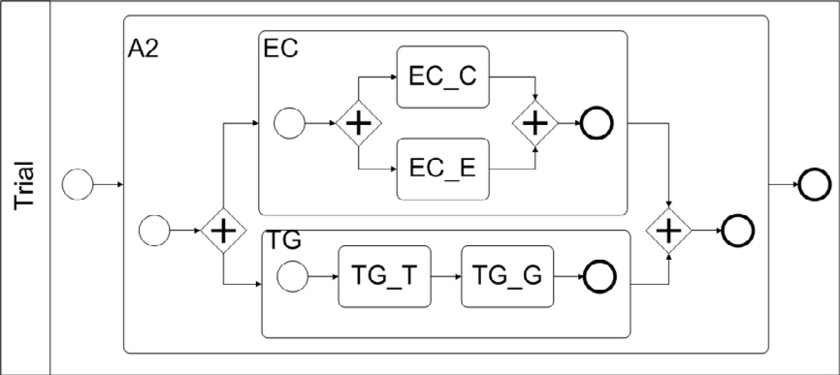 Trial
A2
EC
EC_C
EC_E
TG
TG_T
TG_G